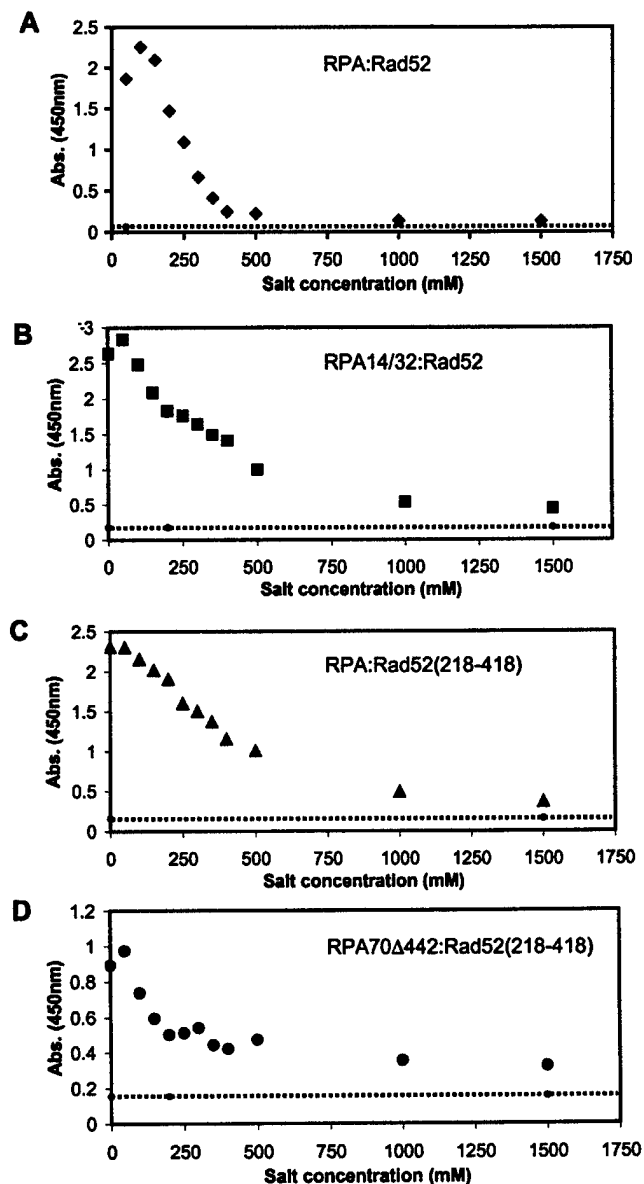 A
RPA:Rad52
Abs. (450nm)
2.5
2
1.5
1
0.5
0
0 250 500 750 1000 1250 1500 1750
Salt concentration (mM)
B
RPA14/32:Rad52
Abs. (450nm)
3
2.5
2
1.5
1
0.5
0
0 250 500 750 1000 1250 1500
Salt concentration (mM)
C
RPA:Rad52(218-418)
Abs. (450nm)
2.5
2
1.5
1
0.5
0
0 250 500 750 1000 1250 1500 1750
Salt concentration (mM)
D
RPA70Δ442:Rad52(218-418)
Abs. (450nm)
1.2
1
0.8
0.6
0.4
0.2
0
0 250 500 750 1000 1250 1500 1750
Salt concentration (mM)